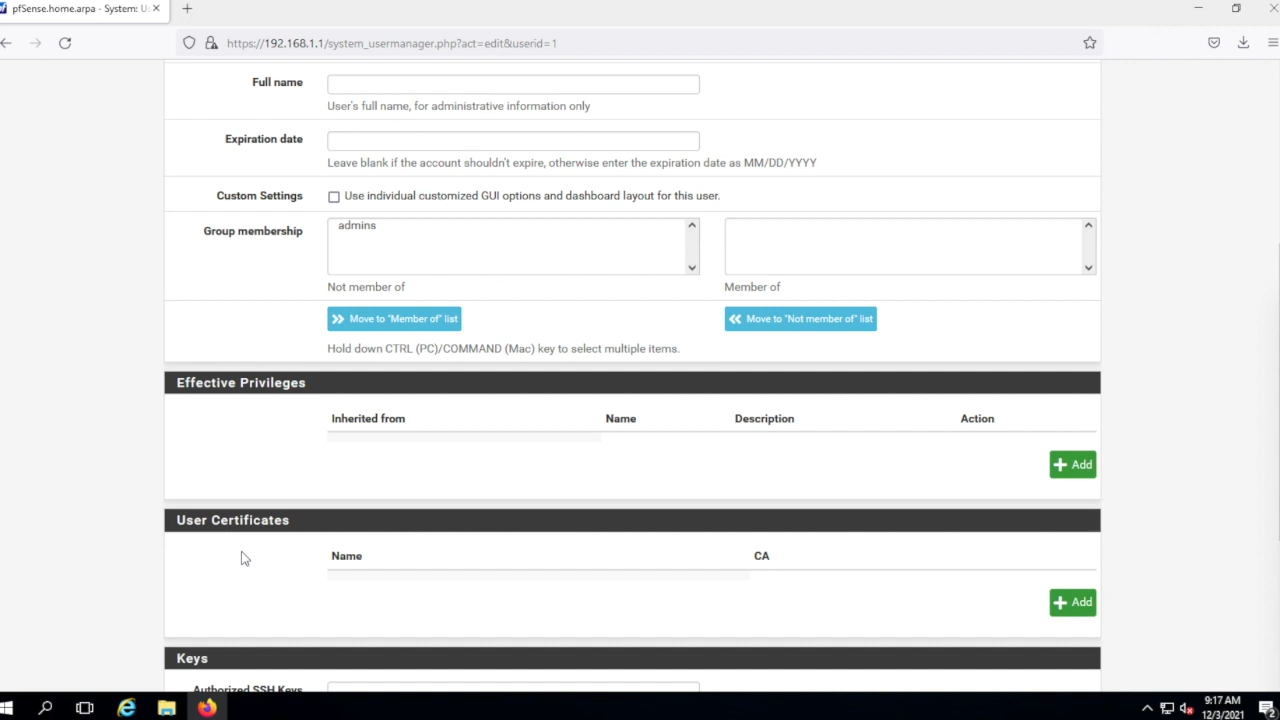 pfSense.home.arpa - System: U
https://192.168.1.1/system_usermanager.php?act=edit&userid=1
Full name
User's full name, for administrative information only
Expiration date
Leave blank if the account shouldn't expire, otherwise enter the expiration date as MM/DD/YYYY
Custom Settings Use individual customized GUI options and dashboard layout for this user.
Group membership admins
Not member of Member of
Move to "Member of" list Move to "Not member of" list
Hold down CTRL (PC)/COMMAND (Mac) key to select multiple items.
Effective Privileges
Inherited from Name Description Action
Add
User Certificates
Name CA
Add
Keys
Authorized SSH Keys
9:17 AM
12/3/2021
2